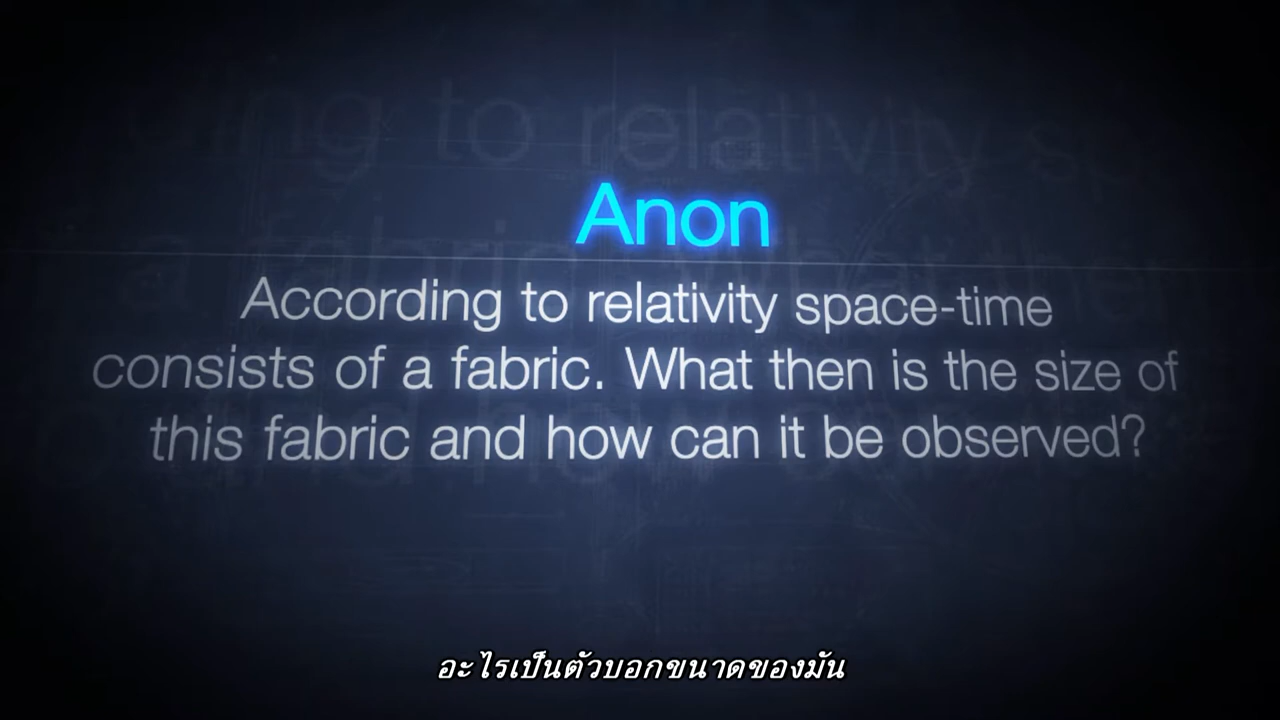 Anon
According to relativity space-time
consists of a fabric. What then is the size of
this fabric and how can it be observed?
อะไรเป็นตัวบอกขนาดของมัน